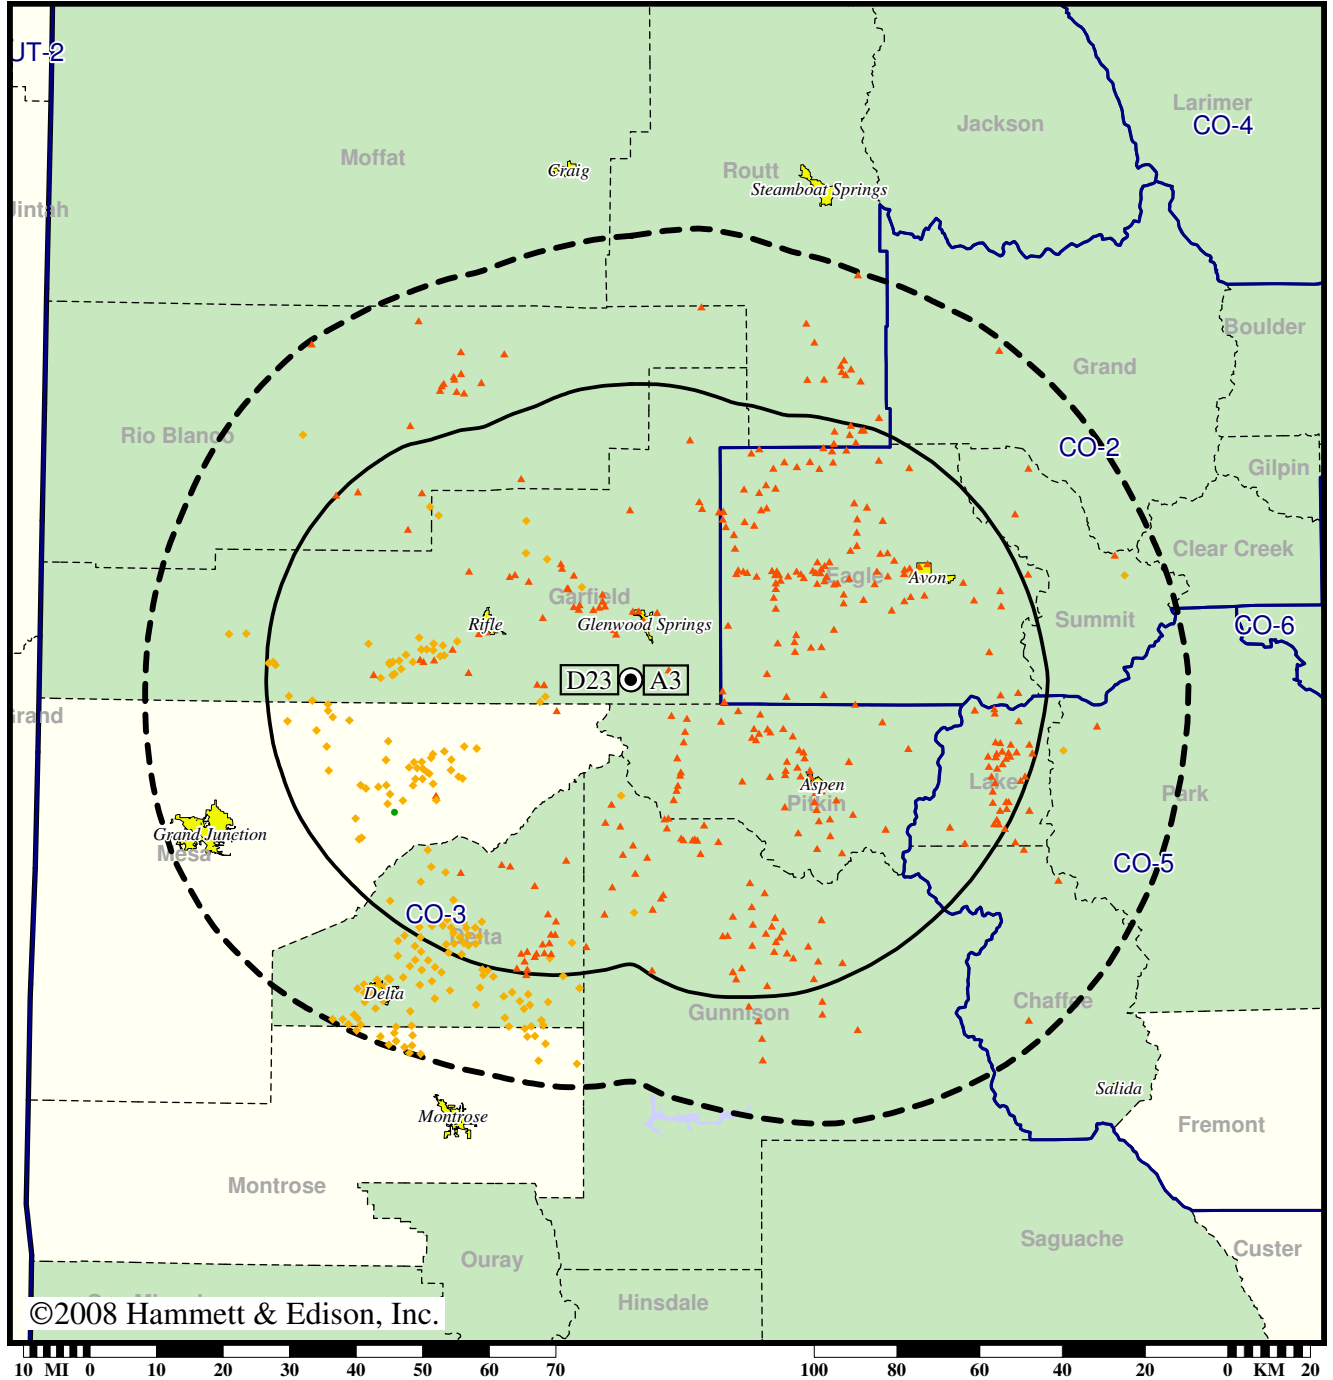 UT-2
Larimer
CO-4
Jackson
Moffat
Craig
Routt
Steamboat Springs
Boulder
Grand
Rio Blanco
CO-2
Gilpin
Clear Creek
Eagle
Avon
Garfield
Rifle
Glenwood Springs
Summit
CO-6
D23
A3
Grand
Aspen
Pitkin
Lake
Park
Grand Junction
Mesa
CO-5
CO-3
Delta
Delta
Chaffee
Gunnison
Salida
Montrose
Fremont
Montrose
Saguache
Custer
Ouray
Hinsdale
©2008 Hammett & Edison, Inc.
10 MI 0 10 20 30 40 50 60 70 100 80 60 40 20 0 KM 20